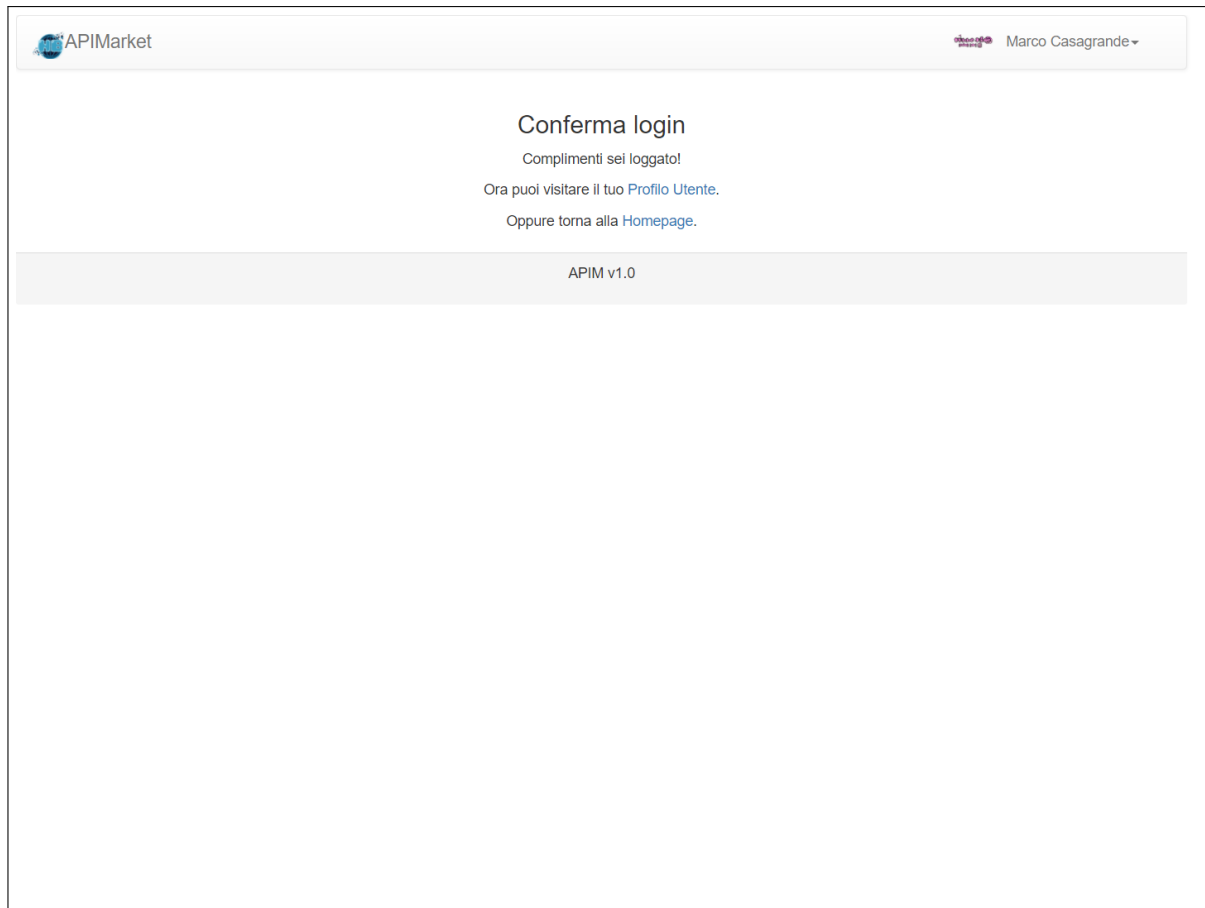 APIMarket
Marco Casagrande
Conferma login
Complimenti sei loggato!
Ora puoi visitare il tuo Profilo Utente.
Oppure torna alla Homepage.
APIM v1.0